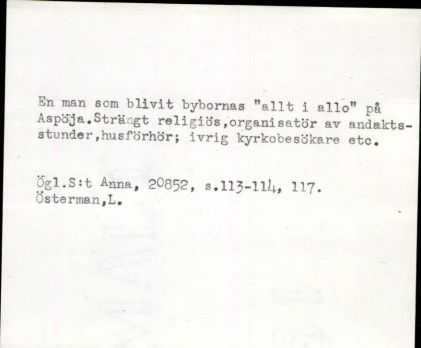 En man som blivit bybornas "allt i allo" på
Aspöja.Strängt religiös,organisatör av andakts-
stunder,husförhör; ivrig kyrkobesökare etc.
Ögl.S:t Anna, 20852, s.113-114, 117.
Österman,L.